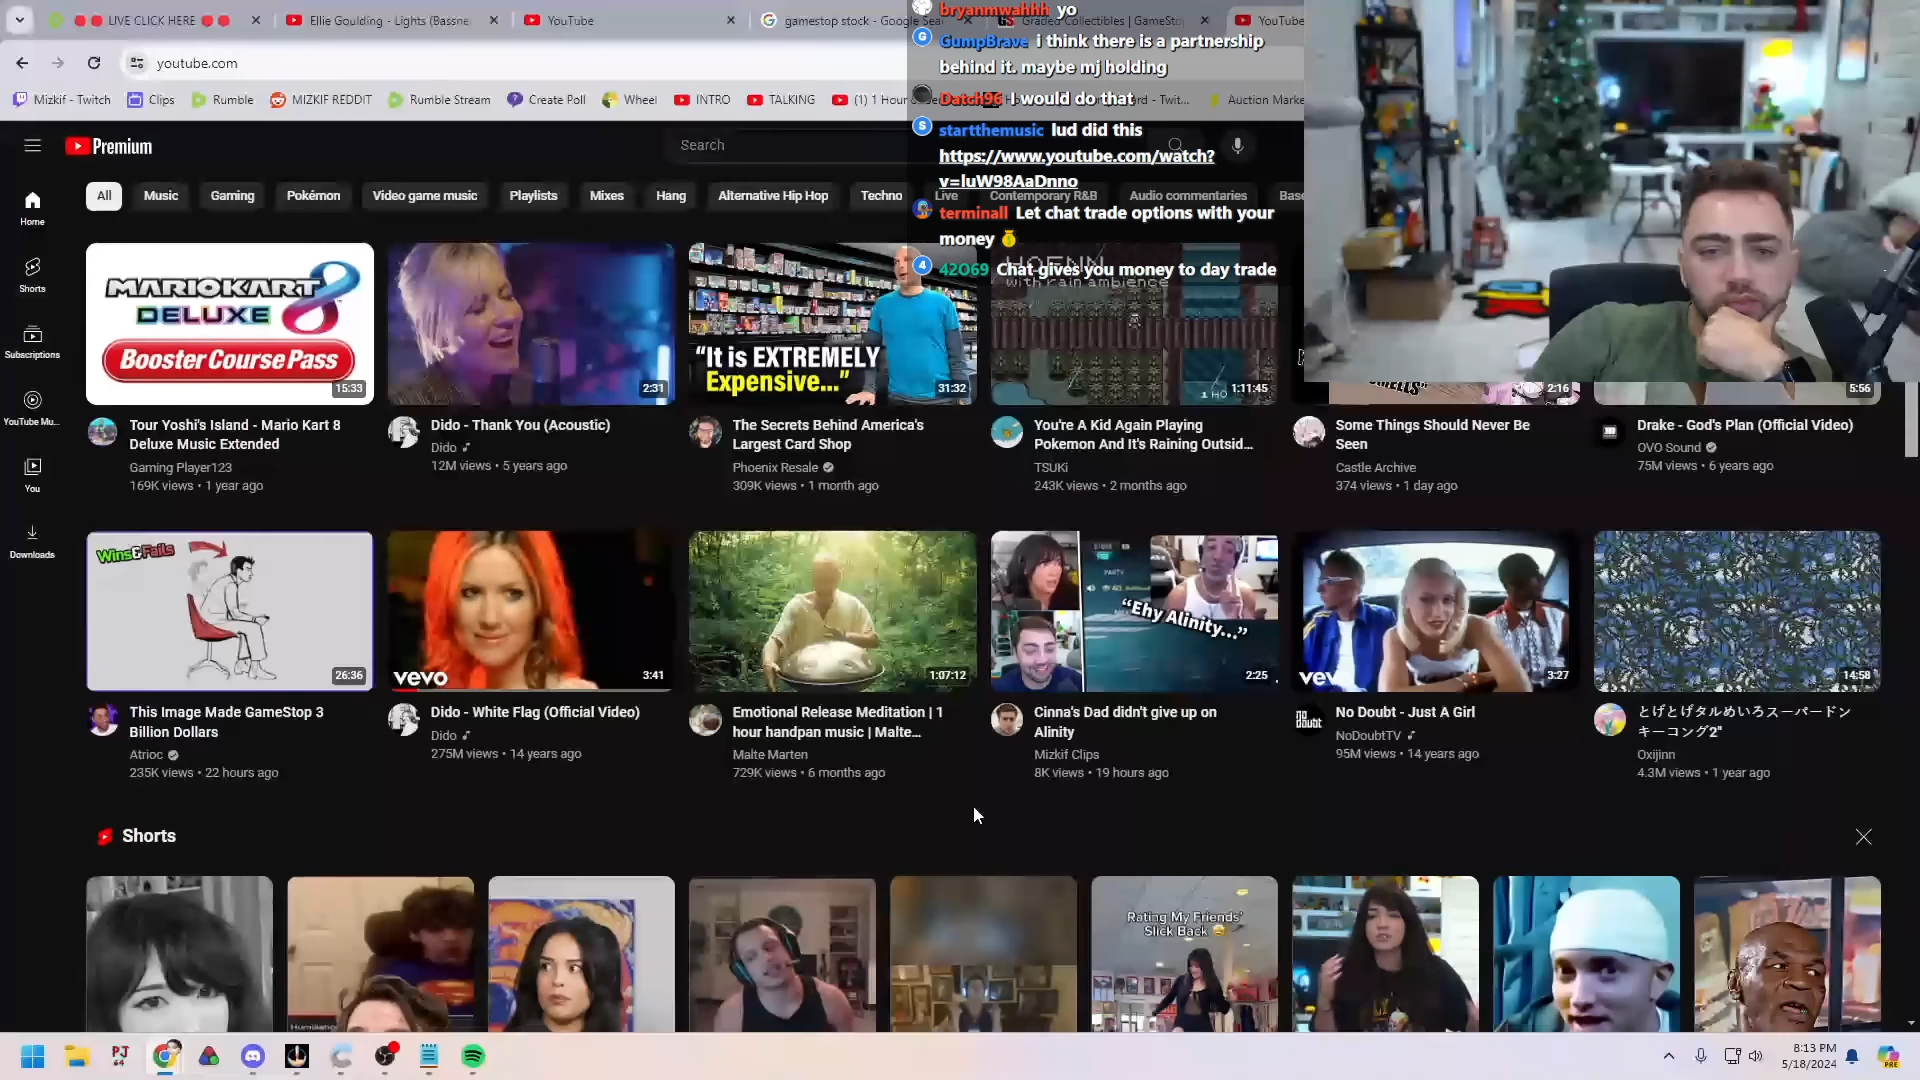 LIVE CLICK HERE
Ellie Goulding - Lights (Bassne
YouTube
gamestop stock - Google Sea
Graded Collectibles | GameSto
YouTube
youtube.com
Mizkif - Twitch
Clips
Rumble
MIZKIF REDDIT
Rumble Stream
Create Poll
Wheel
INTRO
TALKING
(1) 1 Hour
Auction Marke
bryanmwahhh yo
GumpBrave i think there is a partnership
behind it. maybe mj holding
Datch96 I would do that
startthemusic lud did this
https://www.youtube.com/watch?
v=luW98AaDnno
terminall Let chat trade options with your
money 💰
42O69 Chat gives you money to day trade
Premium
Search
All
Music
Gaming
Pokémon
Video game music
Playlists
Mixes
Hang
Alternative Hip Hop
Techno
Live
Contemporary R&B
Audio commentaries
Home
Shorts
Subscriptions
YouTube Mu...
You
Downloads
MARIOKART 8
DELUXE
Booster Course Pass
15:33
2:31
"It is EXTREMELY
Expensive..."
31:32
HOENN
with rain ambience
1:11:45
2:16
5:56
Tour Yoshi's Island - Mario Kart 8
Deluxe Music Extended
Gaming Player123
169K views • 1 year ago
Dido - Thank You (Acoustic)
Dido
12M views • 5 years ago
The Secrets Behind America's
Largest Card Shop
Phoenix Resale
309K views • 1 month ago
You're A Kid Again Playing
Pokemon And It's Raining Outsid...
TSUKi
243K views • 2 months ago
Some Things Should Never Be
Seen
Castle Archive
374 views • 1 day ago
Drake - God's Plan (Official Video)
OVO Sound
75M views • 6 years ago
Wins&Fails
26:36
vevo
3:41
1:07:12
"Ehy Alinity..."
2:25
vev
3:27
14:58
This Image Made GameStop 3
Billion Dollars
Atrioc
235K views • 22 hours ago
Dido - White Flag (Official Video)
Dido
275M views • 14 years ago
Emotional Release Meditation | 1
hour handpan music | Malte...
Malte Marten
729K views • 6 months ago
Cinna's Dad didn't give up on
Alinity
Mizkif Clips
8K views • 19 hours ago
No Doubt - Just A Girl
NoDoubtTV
95M views • 14 years ago
とげとげタルめいろスーパードン
キーコング2"
Oxijinn
4.3M views • 1 year ago
Shorts
Rating My Friends'
Slick Back
8:13 PM
5/18/2024